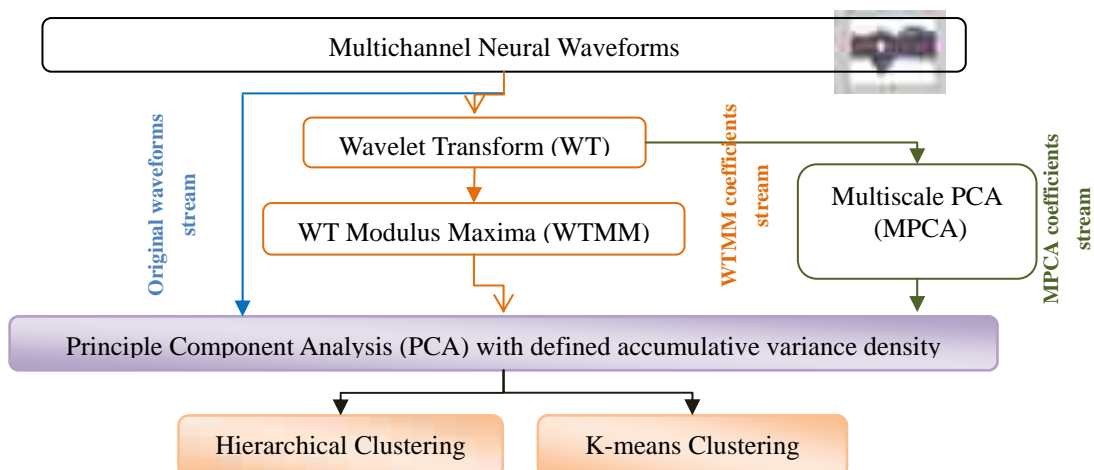 Multichannel Neural Waveforms
Wavelet Transform (WT)
WT Modulus Maxima (WTMM)
Multiscale PCA
(MPCA)
Original waveforms
stream
WTMM coefficients
stream
MPCA coefficients
stream
Principle Component Analysis (PCA) with defined accumulative variance density
Hierarchical Clustering
K-means Clustering